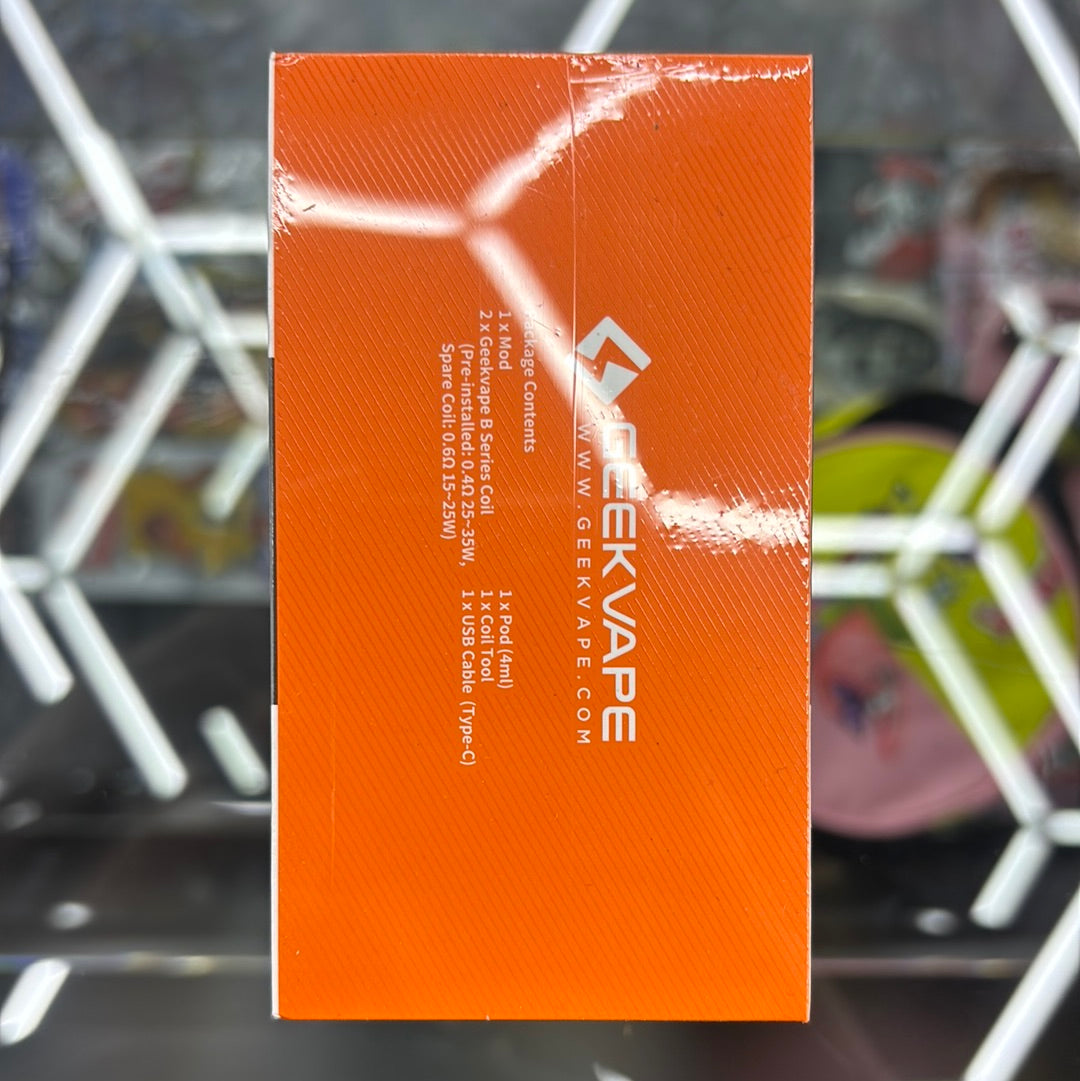 GEEKVAPE
WWW.GEEKVAPE.COM
Package Contents
1 x Mod
2 x Geekvape B Series Coil
(Pre-installed: 0.4Ω 25~35W,
Spare Coil: 0.6Ω 15~25W)
1 x Pod (4ml)
1 x Coil Tool
1 x USB Cable (Type-C)